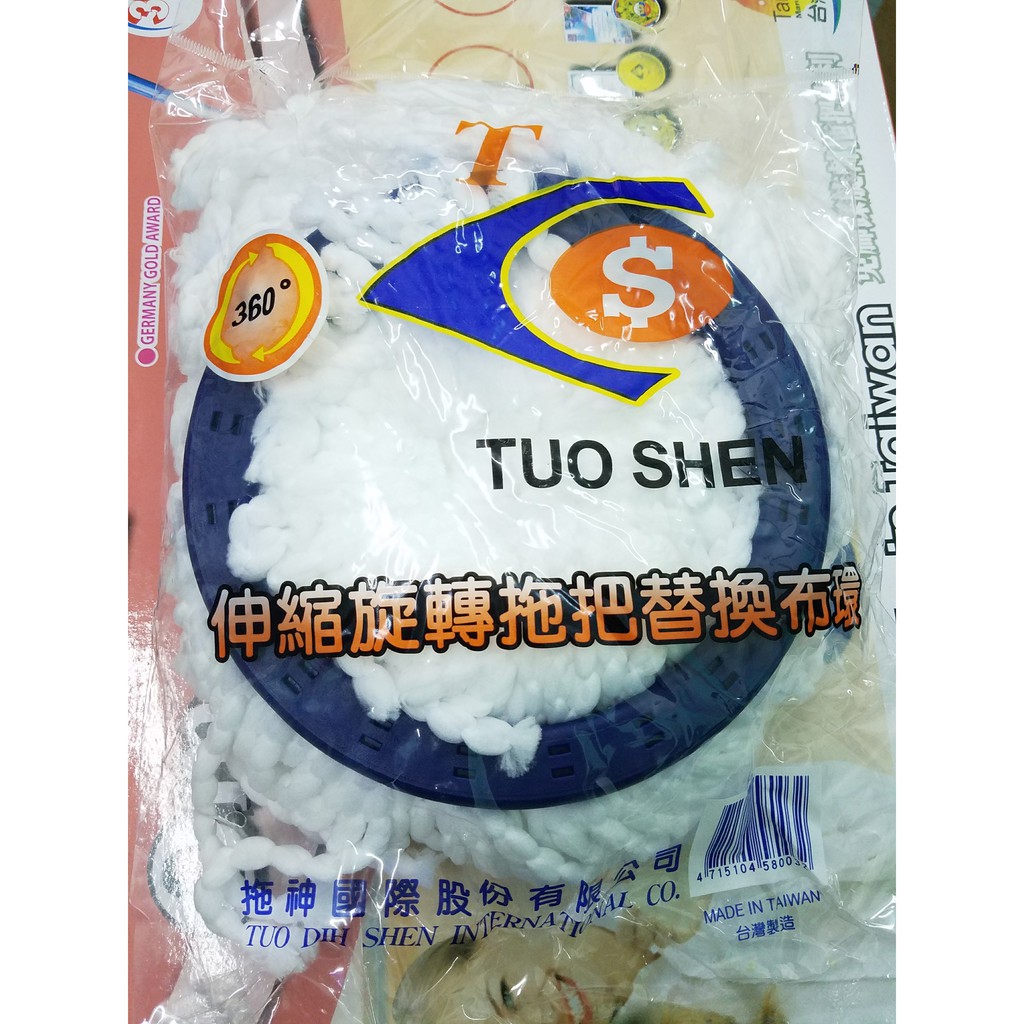 T
$
360°
TUO SHEN
伸縮旋轉拖把替換布環
拖神國際股份有限公司
TUO DIH SHEN INTERNATIONAL CO.
MADE IN TAIWAN
台灣製造
GERMANY GOLD AWARD